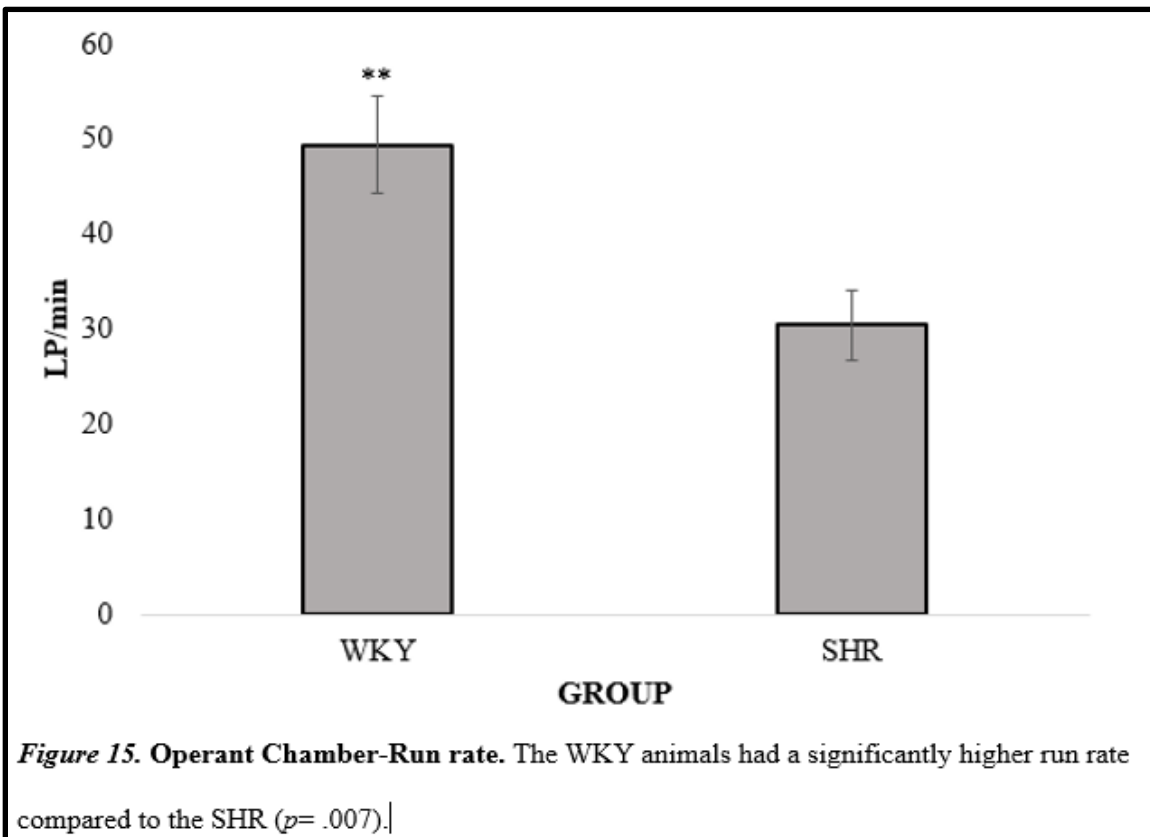 60
**
50
40
30
20
10
0
LP/min
WKY
SHR
GROUP
Figure 15. Operant Chamber-Run rate. The WKY animals had a significantly higher run rate
compared to the SHR (p= .007).